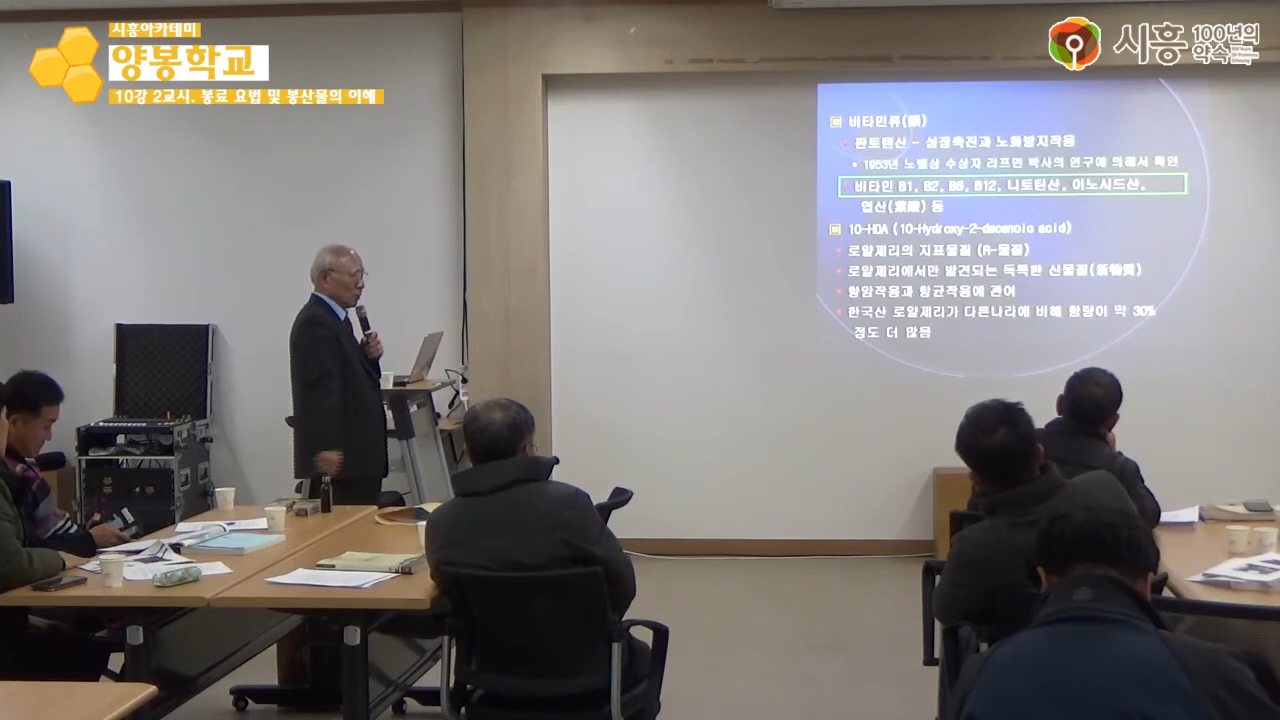 시흥아카데미
양봉학교
10강 2교시. 봉료 요법 및 봉산물의 이해
시흥 100년의 약속
비타민류(類)
판토텐산 - 성장촉진과 노화방지작용
1953년 노벨상 수상자 리프먼 박사의 연구에 의해서 확인
비타민 B1, B2, B6, B12, 니토틴산, 이노시드산,
엽산(葉酸) 등
10-HDA (10-Hydroxy-2-decenoic acid)
로얄제리의 지표물질 (R-물질)
로얄제리에서만 발견되는 독특한 신물질(新物質)
항암작용과 항균작용에 관여
한국산 로얄제리가 다른나라에 비해 함량이 약 30%
정도 더 많음